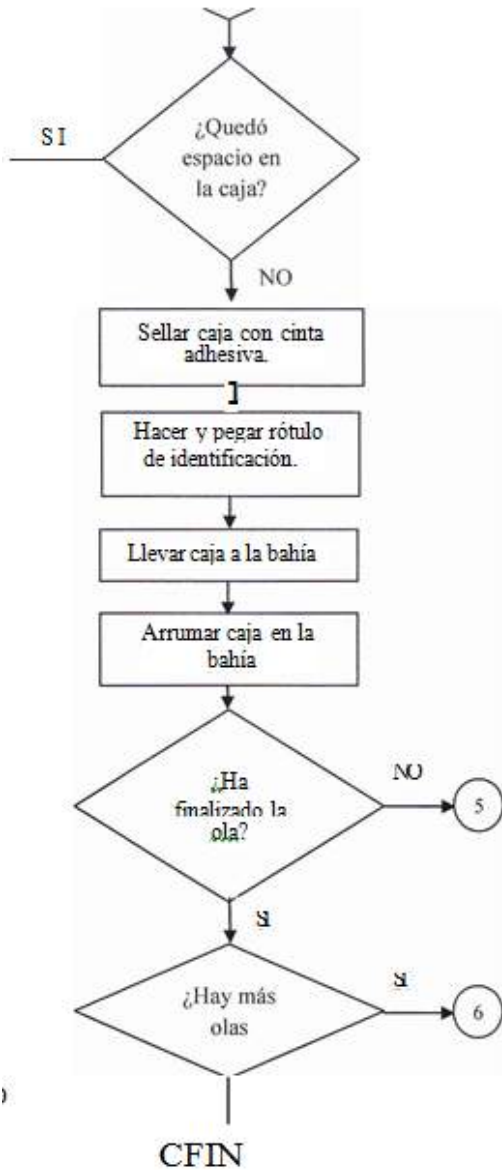 ¿Quedó
espacio en
la caja?
SI
NO
Sellar caja con cinta
adhesiva.
Hacer y pegar rótulo
de identificación.
Llevar caja a la bahía
Arrumar caja en la
bahía
¿Ha
finalizado la
ola?
NO
5
SI
¿Hay más
olas
SI
6
CFIN